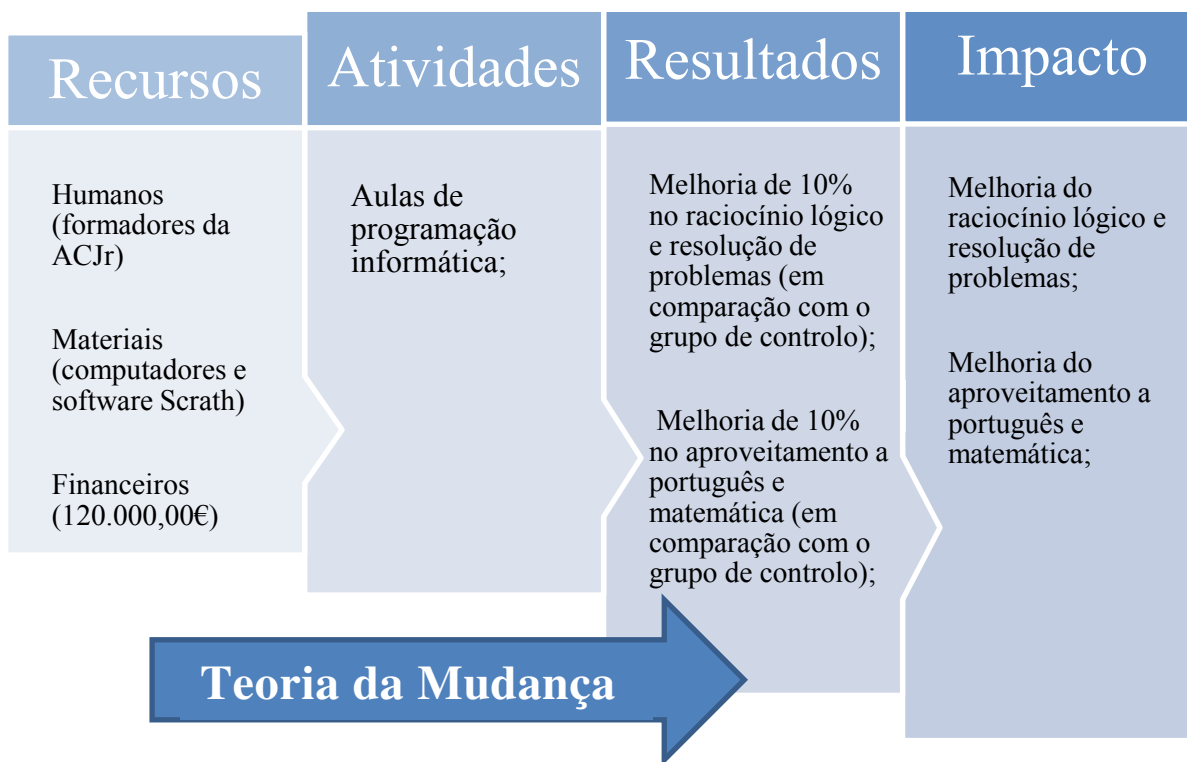 Recursos
Humanos
(formadores da
ACJr)
Materiais
(computadores e
software Scrath)
Financeiros
(120.000,00€)
Atividades
Aulas de
programação
informática;
Resultados
Melhoria de 10%
no raciocínio lógico
e resolução de
problemas (em
comparação com o
grupo de controlo);
Melhoria de 10%
no aproveitamento a
português e
matemática (em
comparação com o
grupo de controlo);
Impacto
Melhoria do
raciocínio lógico e
resolução de
problemas;
Melhoria do
aproveitamento a
português e
matemática;
Teoria da Mudança